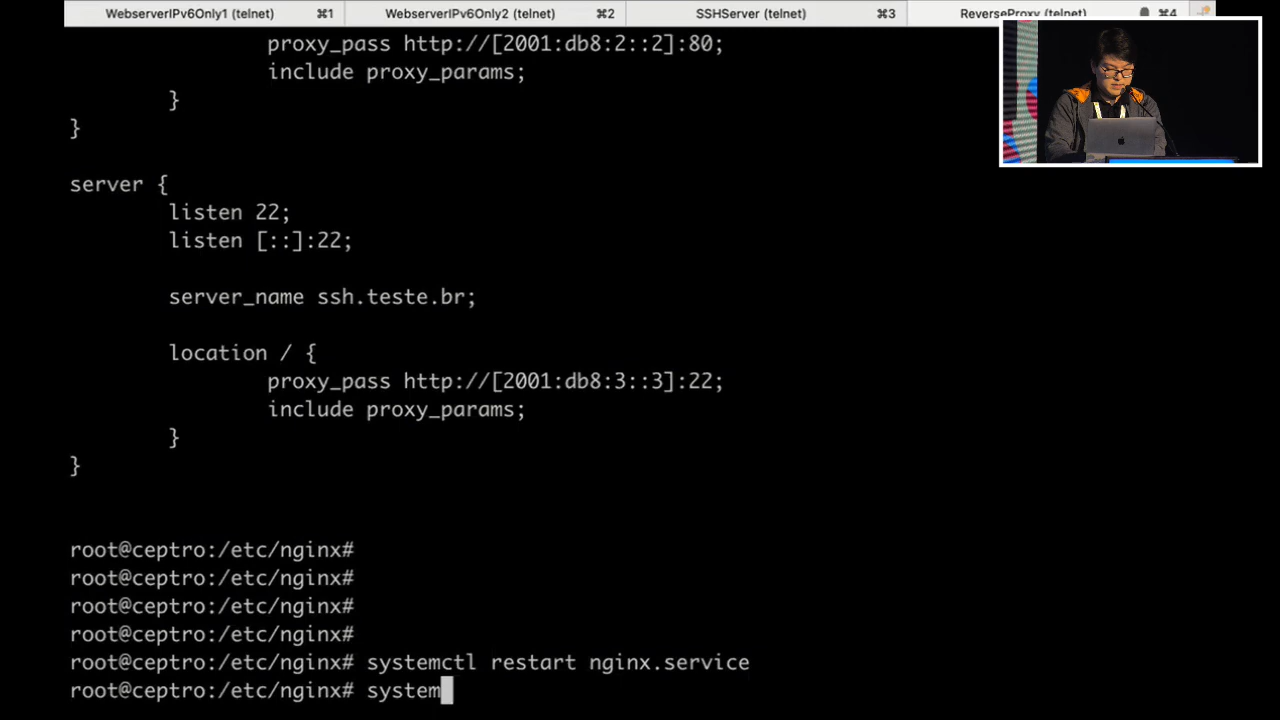 WebserverIPv6Only1 (telnet) ⌘1 WebserverIPv6Only2 (telnet) ⌘2 SSHServer (telnet) ⌘3 ReverseProxy (telnet) ⌘4
proxy_pass http://[2001:db8:2::2]:80;
include proxy_params;
}
}
server {
listen 22;
listen [::]:22;
server_name ssh.teste.br;
location / {
proxy_pass http://[2001:db8:3::3]:22;
include proxy_params;
}
}
root@ceptro:/etc/nginx#
root@ceptro:/etc/nginx#
root@ceptro:/etc/nginx#
root@ceptro:/etc/nginx#
root@ceptro:/etc/nginx# systemctl restart nginx.service
root@ceptro:/etc/nginx# system